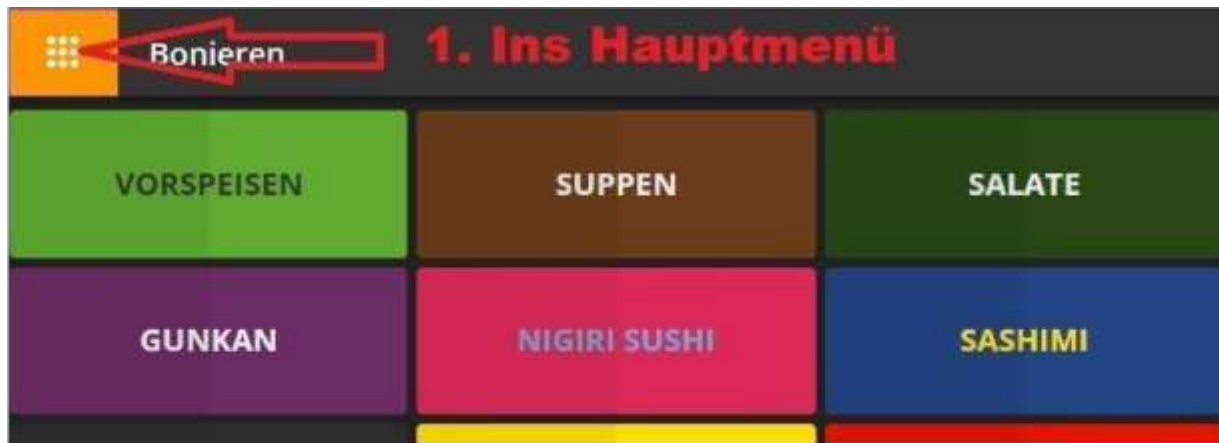 Bonieren 1. Ins Hauptmenü
VORSPEISEN SUPPEN SALATE
GUNKAN NIGIRI SUSHI SASHIMI